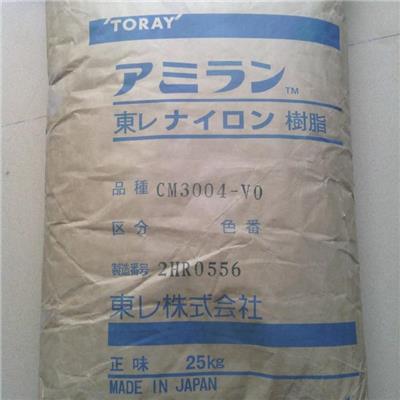 'TORAY'
アミラン™
東レ ナイロン 樹脂
品種 CM3004-V0
区分 色番
製造番号 2HR0556
東レ株式会社
正味 25kg
MADE IN JAPAN